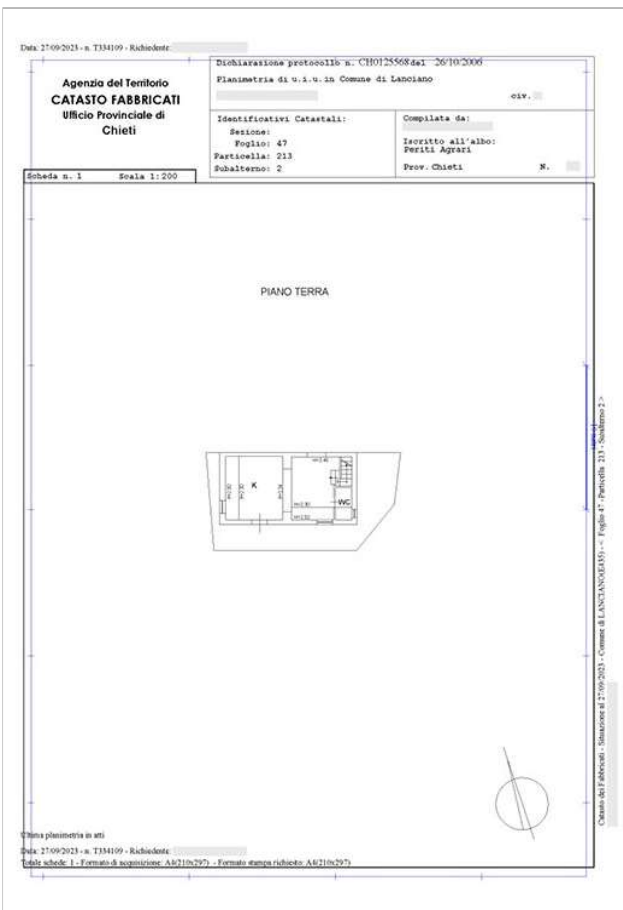 Data: 27/09/2023 - n. T334109 - Richiedente:
Agenzia del Territorio
CATASTO FABBRICATI
Ufficio Provinciale di
Chieti
Dichiarazione protocollo n. CH0125568 del 26/10/2006
Planimetria di u.i.u. in Comune di Lanciano
civ.
Identificativi Catastali:
Sezione:
Foglio: 47
Particella: 213
Subalterno: 2
Compilata da:
Iscritto all'albo:
Periti Agrari
Prov. Chieti N.
Scheda n. 1 Scala 1:200
PIANO TERRA
K
WC
Catasto dei Fabbricati - Situazione al 27/09/2023 - Comune di LANCIANO(E435) - < Foglio 47 - Particella 213 - Subalterno 2 >
Ultima planimetria in atti
Data: 27/09/2023 - n. T334109 - Richiedente:
Totale schede: 1 - Formato di acquisizione: A4(210x297) - Formato stampa richiesto: A4(210x297)